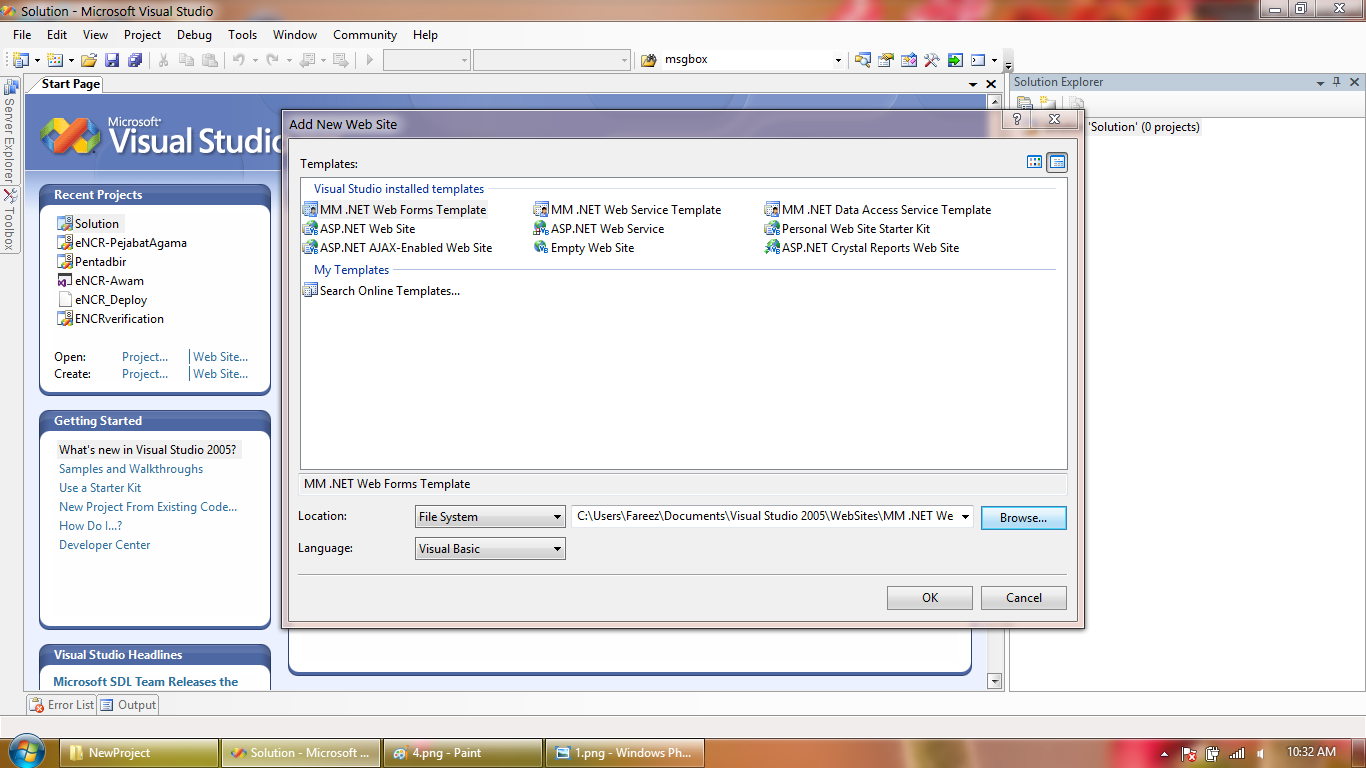 Solution - Microsoft Visual Studio
File Edit View Project Debug Tools Window Community Help
msgbox
Server Explorer
Toolbox
Start Page
Microsoft®
Visual Studio
Recent Projects
Solution
eNCR-PejabatAgama
Pentadbir
eNCR-Awam
eNCR_Deploy
ENCRverification
Open: Project... Web Site...
Create: Project... Web Site...
Getting Started
What's new in Visual Studio 2005?
Samples and Walkthroughs
Use a Starter Kit
New Project From Existing Code...
How Do I...?
Developer Center
Visual Studio Headlines
Microsoft SDL Team Releases the
Add New Web Site
Templates:
Visual Studio installed templates
MM .NET Web Forms Template MM .NET Web Service Template MM .NET Data Access Service Template
ASP.NET Web Site ASP.NET Web Service Personal Web Site Starter Kit
ASP.NET AJAX-Enabled Web Site Empty Web Site ASP.NET Crystal Reports Web Site
My Templates
Search Online Templates...
MM .NET Web Forms Template
Location: File System C:\Users\Fareez\Documents\Visual Studio 2005\WebSites\MM .NET We Browse...
Language: Visual Basic
OK Cancel
Solution Explorer
'Solution' (0 projects)
Error List Output
NewProject Solution - Microsoft ... 4.png - Paint 1.png - Windows Ph... 10:32 AM